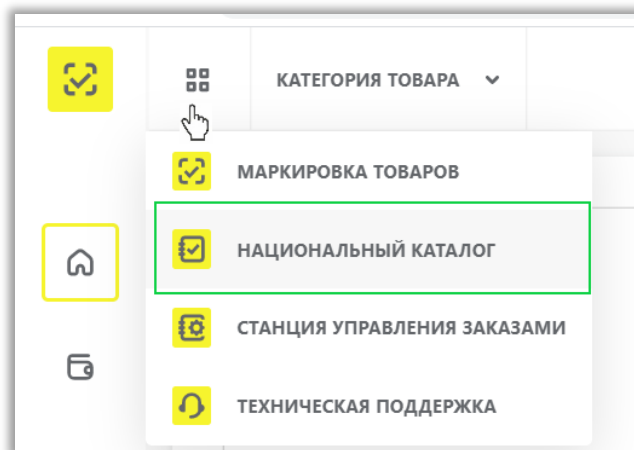 КАТЕГОРИЯ ТОВАРА
МАРКИРОВКА ТОВАРОВ
НАЦИОНАЛЬНЫЙ КАТАЛОГ
СТАНЦИЯ УПРАВЛЕНИЯ ЗАКАЗАМИ
ТЕХНИЧЕСКАЯ ПОДДЕРЖКА